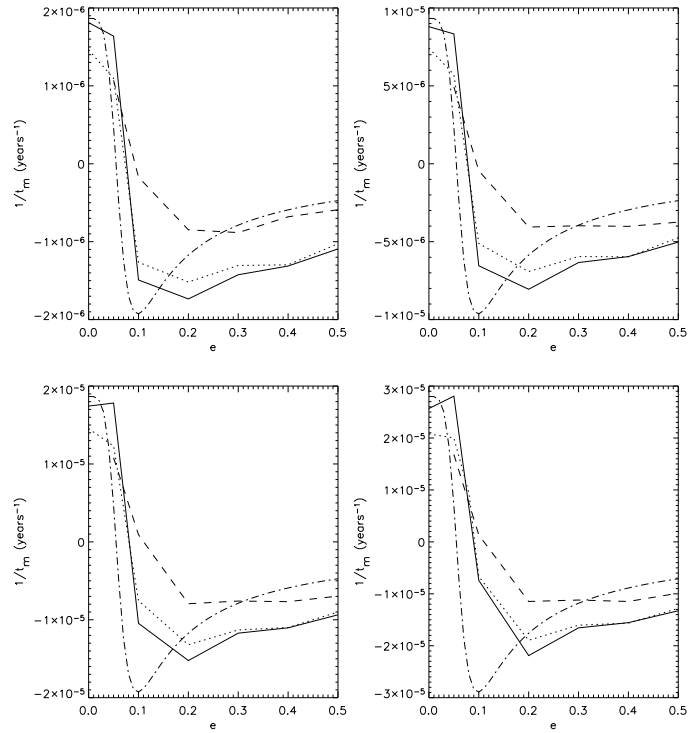 2×10⁻⁶
1×10⁻⁶
0
−1×10⁻⁶
−2×10⁻⁶
1/tₘ (years⁻¹)
0.0 0.1 0.2 0.3 0.4 0.5
e
1×10⁻⁵
5×10⁻⁶
0
−5×10⁻⁶
−1×10⁻⁵
1/tₘ (years⁻¹)
0.0 0.1 0.2 0.3 0.4 0.5
e
2×10⁻⁵
1×10⁻⁵
0
−1×10⁻⁵
−2×10⁻⁵
1/tₘ (years⁻¹)
0.0 0.1 0.2 0.3 0.4 0.5
e
3×10⁻⁵
2×10⁻⁵
1×10⁻⁵
0
−1×10⁻⁵
−2×10⁻⁵
−3×10⁻⁵
1/tₘ (years⁻¹)
0.0 0.1 0.2 0.3 0.4 0.5
e